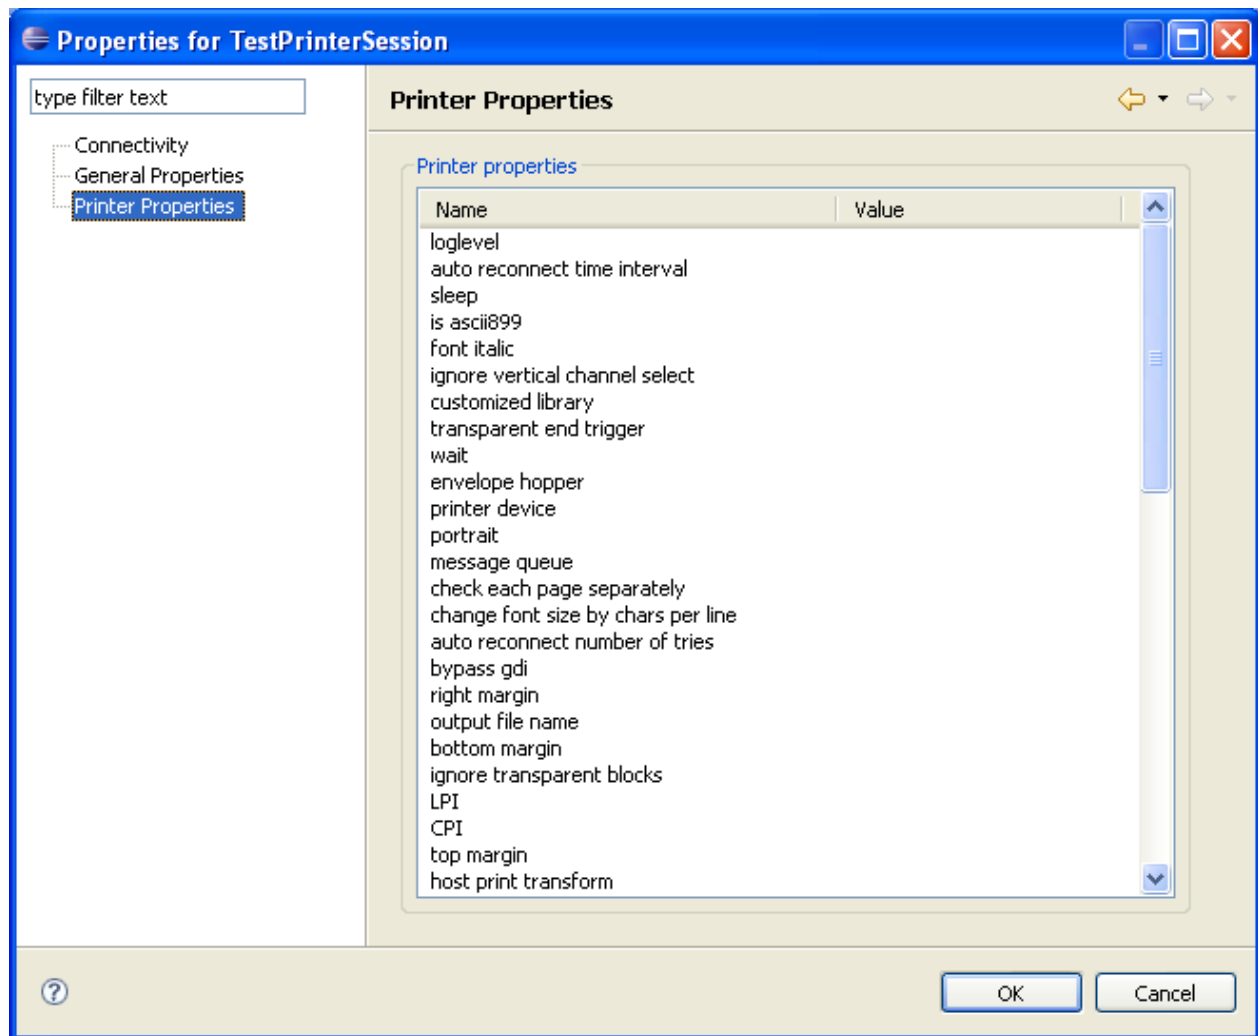 Properties for TestPrinterSession
type filter text
Connectivity
General Properties
Printer Properties
Printer Properties
Printer properties
Name Value
loglevel
auto reconnect time interval
sleep
is ascii899
font italic
ignore vertical channel select
customized library
transparent end trigger
wait
envelope hopper
printer device
portrait
message queue
check each page separately
change font size by chars per line
auto reconnect number of tries
bypass gdi
right margin
output file name
bottom margin
ignore transparent blocks
LPI
CPI
top margin
host print transform
? OK Cancel